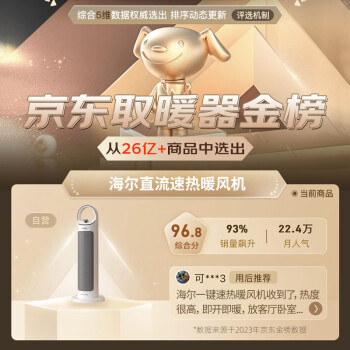 综合5维数据权威选出 排序动态更新 评选机制
京东取暖器金榜
从26亿+商品中选出
海尔直流速热暖风机
当前商品
自营
96.8 93% 22.4万
综合分 销量飙升 月人气
可***3 用后推荐
海尔一键速热暖风机收到了,热度
很高,即开即暖,放客厅卧室...
*数据来源于2023年京东金榜数据